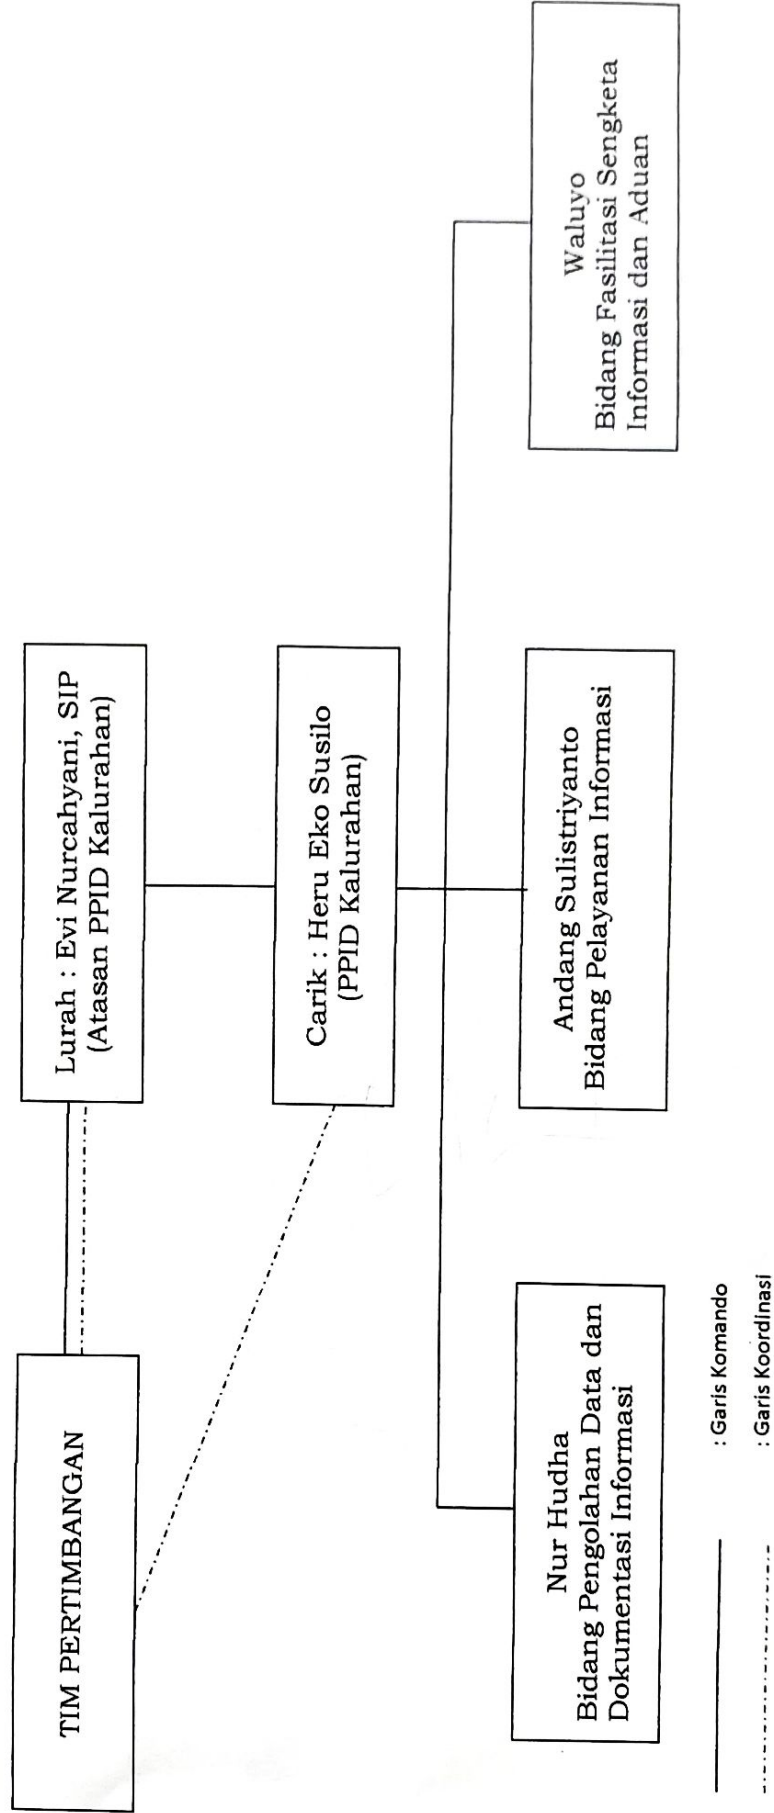 TIM PERTIMBANGAN
Lurah : Evi Nurcahyani, SIP
(Atasan PPID Kalurahan)
Carik : Heru Eko Susilo
(PPID Kalurahan)
Nur Hudha
Bidang Pengolahan Data dan
Dokumentasi Informasi
Andang Sulistriyanto
Bidang Pelayanan Informasi
Waluyo
Bidang Fasilitasi Sengketa
Informasi dan Aduan
: Garis Komando
: Garis Koordinasi